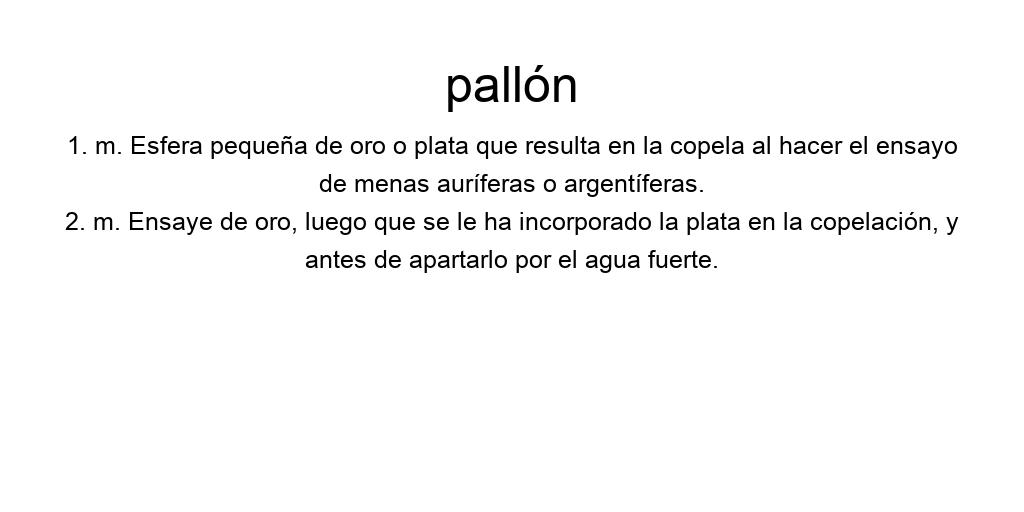 pallón
1. m. Esfera pequeña de oro o plata que resulta en la copela al hacer el ensayo
de menas auríferas o argentíferas.
2. m. Ensaye de oro, luego que se le ha incorporado la plata en la copelación, y
antes de apartarlo por el agua fuerte.